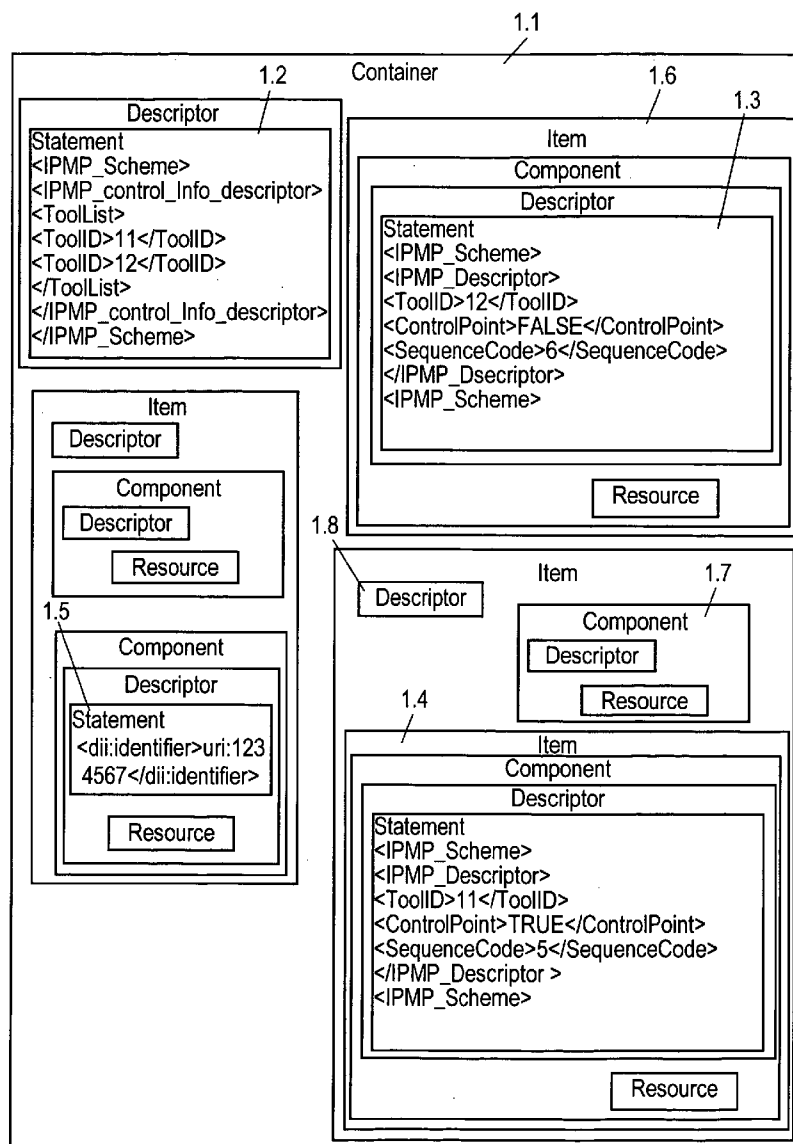 1.1
Container
1.2
Descriptor
Statement
<IPMP_Scheme>
<IPMP_control_Info_descriptor>
<ToolList>
<ToolID>11</ToolID>
<ToolID>12</ToolID>
</ToolList>
</IPMP_control_Info_descriptor>
</IPMP_Scheme>
1.6
1.3
Item
Component
Descriptor
Statement
<IPMP_Scheme>
<IPMP_Descriptor>
<ToolID>12</ToolID>
<ControlPoint>FALSE</ControlPoint>
<SequenceCode>6</SequenceCode>
</IPMP_Dsecriptor>
<IPMP_Scheme>
Resource
Item
Descriptor
Component
Descriptor
Resource
1.5
Component
Descriptor
Statement
<dii:identifier>uri:123
4567</dii:identifier>
Resource
1.8
Item
Descriptor
1.7
Component
Descriptor
Resource
1.4
Item
Component
Descriptor
Statement
<IPMP_Scheme>
<IPMP_Descriptor>
<ToolID>11</ToolID>
<ControlPoint>TRUE</ControlPoint>
<SequenceCode>5</SequenceCode>
</IPMP_Descriptor >
<IPMP_Scheme>
Resource